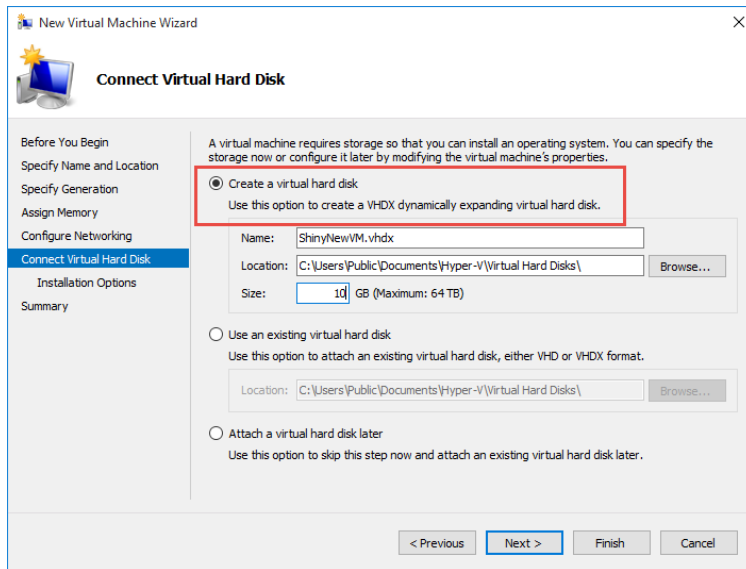 New Virtual Machine Wizard
Connect Virtual Hard Disk
Before You Begin
Specify Name and Location
Specify Generation
Assign Memory
Configure Networking
Connect Virtual Hard Disk
Installation Options
Summary
A virtual machine requires storage so that you can install an operating system. You can specify the
storage now or configure it later by modifying the virtual machine's properties.
Create a virtual hard disk
Use this option to create a VHDX dynamically expanding virtual hard disk.
Name: ShinyNewVM.vhdx
Location: C:\Users\Public\Documents\Hyper-V\Virtual Hard Disks\ Browse...
Size: 10 GB (Maximum: 64 TB)
Use an existing virtual hard disk
Use this option to attach an existing virtual hard disk, either VHD or VHDX format.
Location: C:\Users\Public\Documents\Hyper-V\Virtual Hard Disks\ Browse...
Attach a virtual hard disk later
Use this option to skip this step now and attach an existing virtual hard disk later.
< Previous Next > Finish Cancel